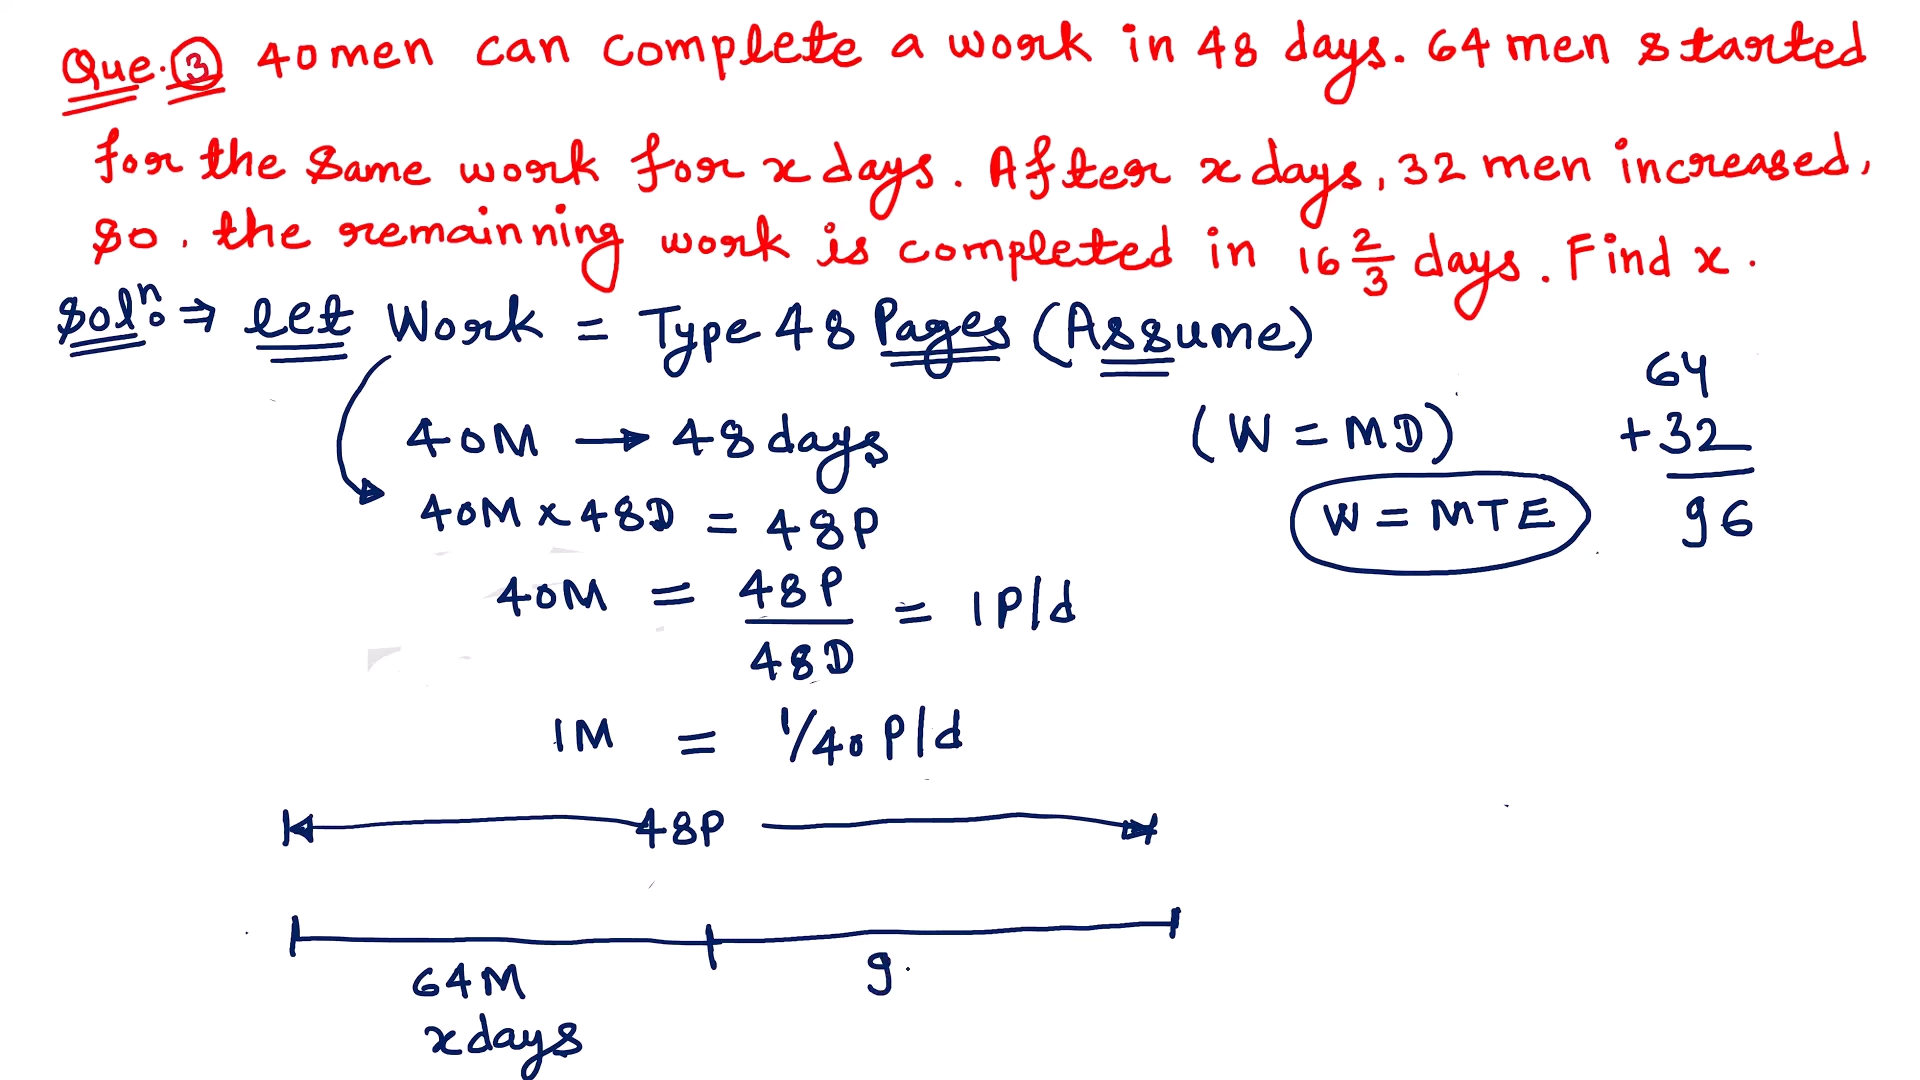 Que. ③ 40 men can complete a work in 48 days. 64 men started
for the same work for x days. After x days, 32 men increased,
so, the remainning work is completed in 16 2/3 days. Find x.
Solⁿ: ⇒ let Work = Type 48 Pages (Assume)
64
40M → 48 days (W = MD) +32
40M x 48D = 48P W = MTE 96
40M = 48P/48D = 1P/d
1M = 1/40 P/d
48P
64M 9.
x days